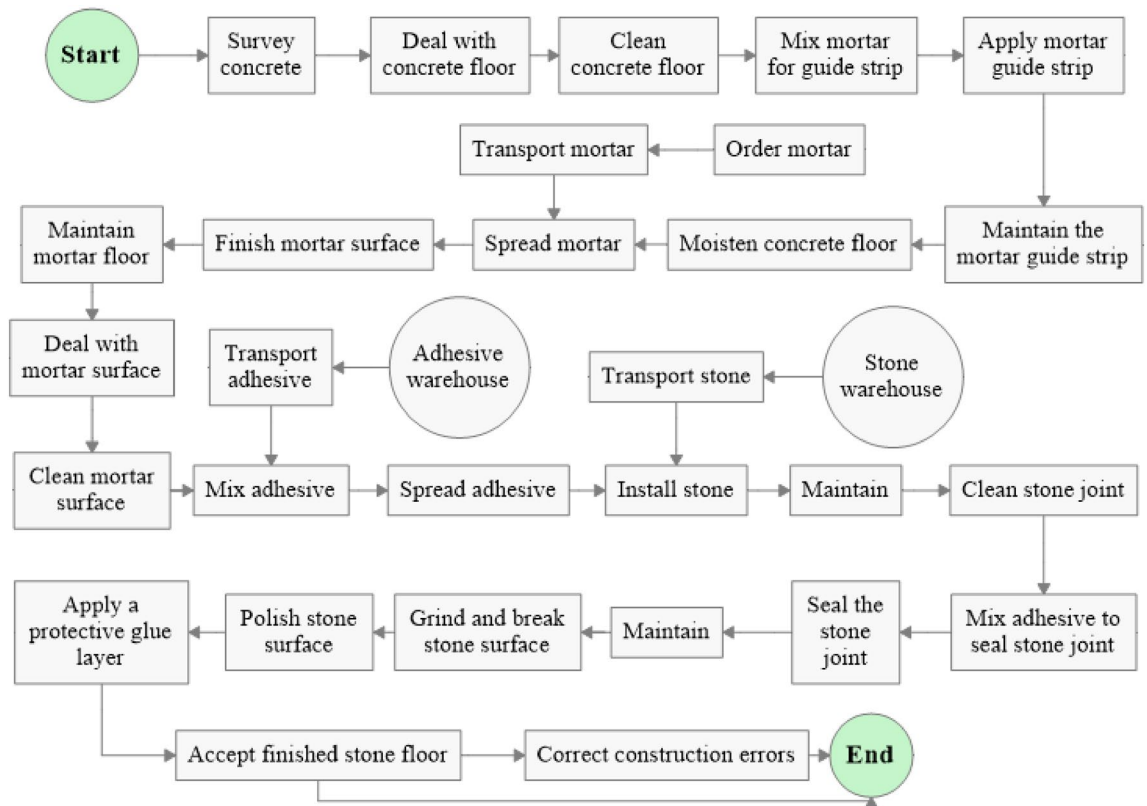 Start
Survey
concrete
Deal with
concrete floor
Clean
concrete floor
Mix mortar
for guide strip
Apply mortar
guide strip
Transport mortar
Order mortar
Maintain
mortar floor
Finish mortar surface
Spread mortar
Moisten concrete floor
Maintain the
mortar guide strip
Deal with
mortar surface
Transport
adhesive
Adhesive
warehouse
Transport stone
Stone
warehouse
Clean mortar
surface
Mix adhesive
Spread adhesive
Install stone
Maintain
Clean stone joint
Apply a
protective glue
layer
Polish stone
surface
Grind and break
stone surface
Maintain
Seal the
stone
joint
Mix adhesive to
seal stone joint
Accept finished stone floor
Correct construction errors
End